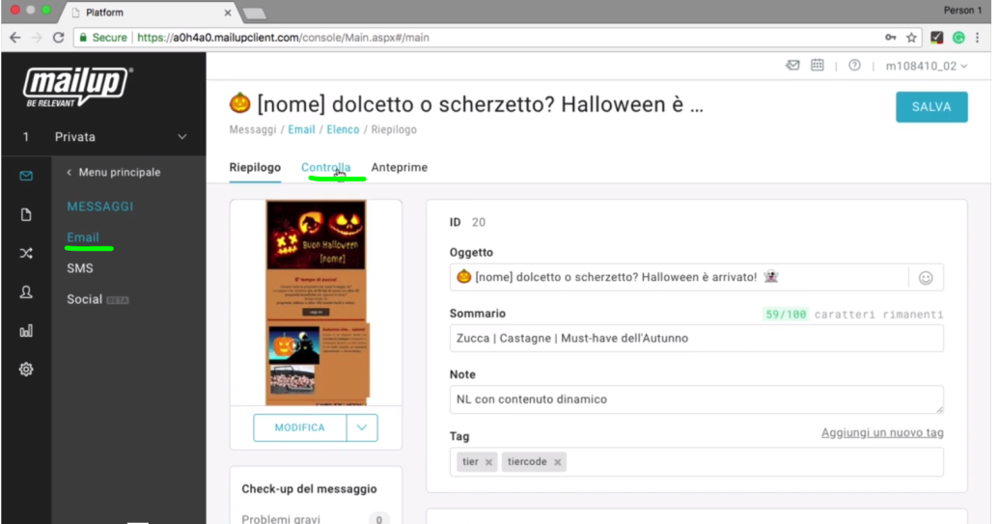 Platform
Person 1
Secure | https://a0h4a0.mailupclient.com/console/Main.aspx#/main
mailup®
BE RELEVANT
m108410_02
🎃 [nome] dolcetto o scherzetto? Halloween è ...
SALVA
Messaggi / Email / Elenco / Riepilogo
1 Privata
Riepilogo Controlla Anteprime
< Menu principale
MESSAGGI
Email
SMS
Social BETA
Buon Halloween
[nome]
MODIFICA
Check-up del messaggio
Problemi gravi 0
ID 20
Oggetto
🎃 [nome] dolcetto o scherzetto? Halloween è arrivato! 👻
Sommario
59/100 caratteri rimanenti
Zucca | Castagne | Must-have dell'Autunno
Note
NL con contenuto dinamico
Tag
Aggiungi un nuovo tag
tier × tiercode ×